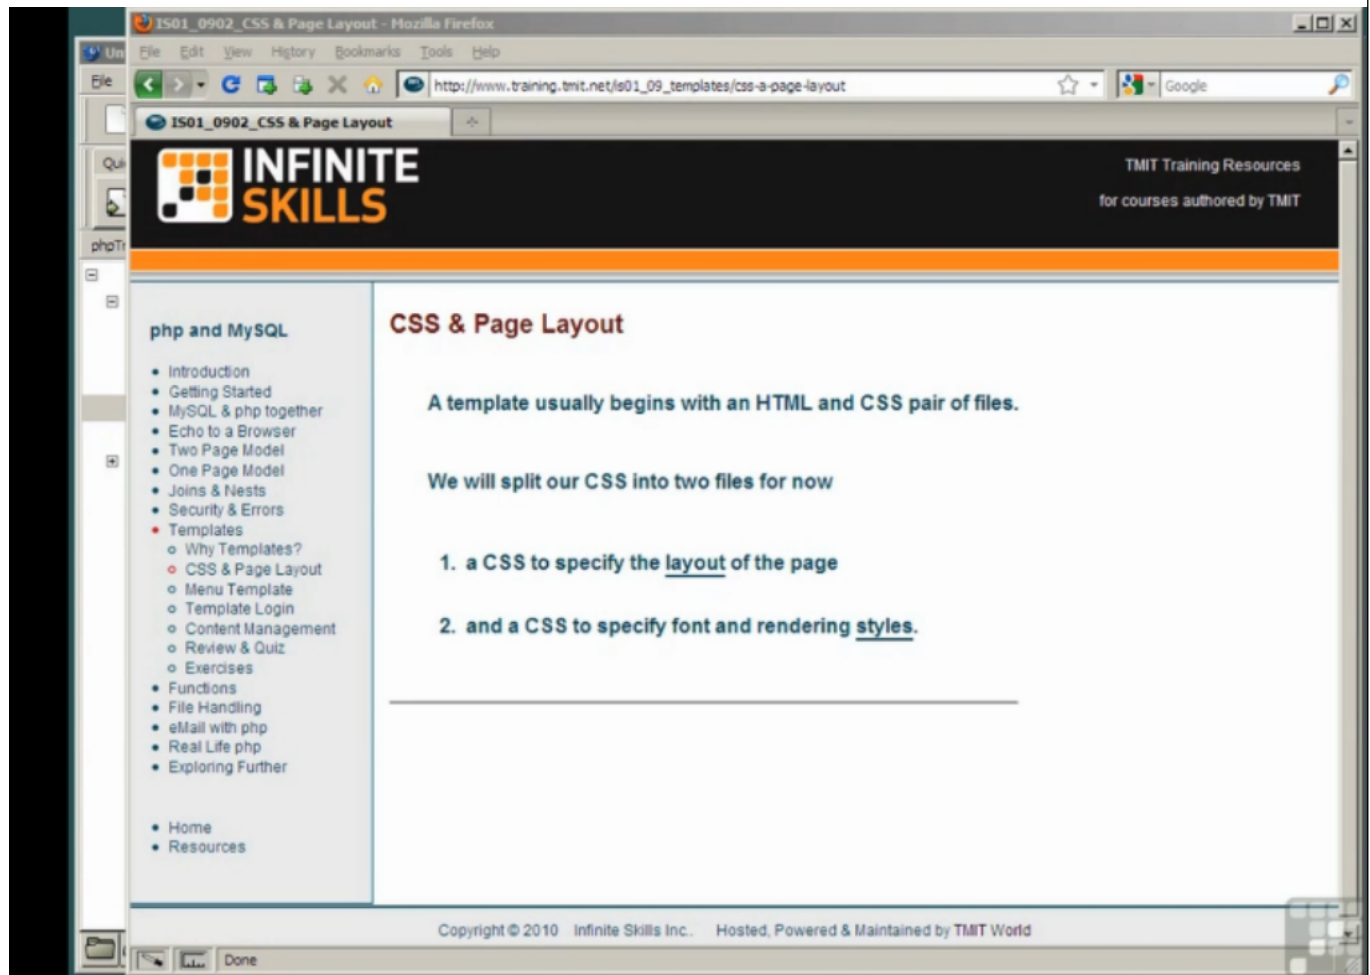 IS01_0902_CSS & Page Layout - Mozilla Firefox
Un
File Edit View History Bookmarks Tools Help
File
http://www.training.tmit.net/is01_09_templates/css-a-page-layout
Google
IS01_0902_CSS & Page Layout
INFINITE
SKILLS
TMIT Training Resources
for courses authored by TMIT
Qui
phpTr
php and MySQL
Introduction
Getting Started
MySQL & php together
Echo to a Browser
Two Page Model
One Page Model
Joins & Nests
Security & Errors
Templates
Why Templates?
CSS & Page Layout
Menu Template
Template Login
Content Management
Review & Quiz
Exercises
Functions
File Handling
eMail with php
Real Life php
Exploring Further
Home
Resources
CSS & Page Layout
A template usually begins with an HTML and CSS pair of files.
We will split our CSS into two files for now
1. a CSS to specify the layout of the page
2. and a CSS to specify font and rendering styles.
Copyright © 2010 Infinite Skills Inc.. Hosted, Powered & Maintained by TMIT World
Done